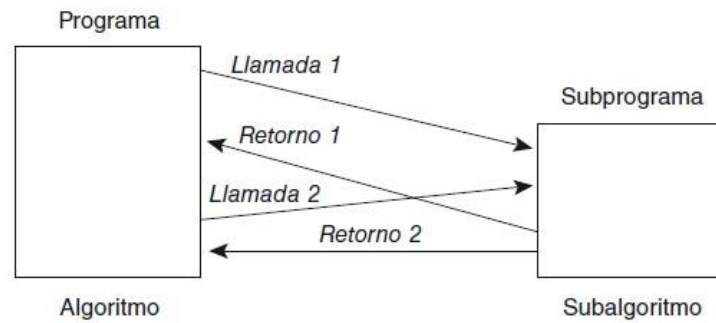 Programa
Llamada 1
Subprograma
Retorno 1
Llamada 2
Retorno 2
Algoritmo
Subalgoritmo